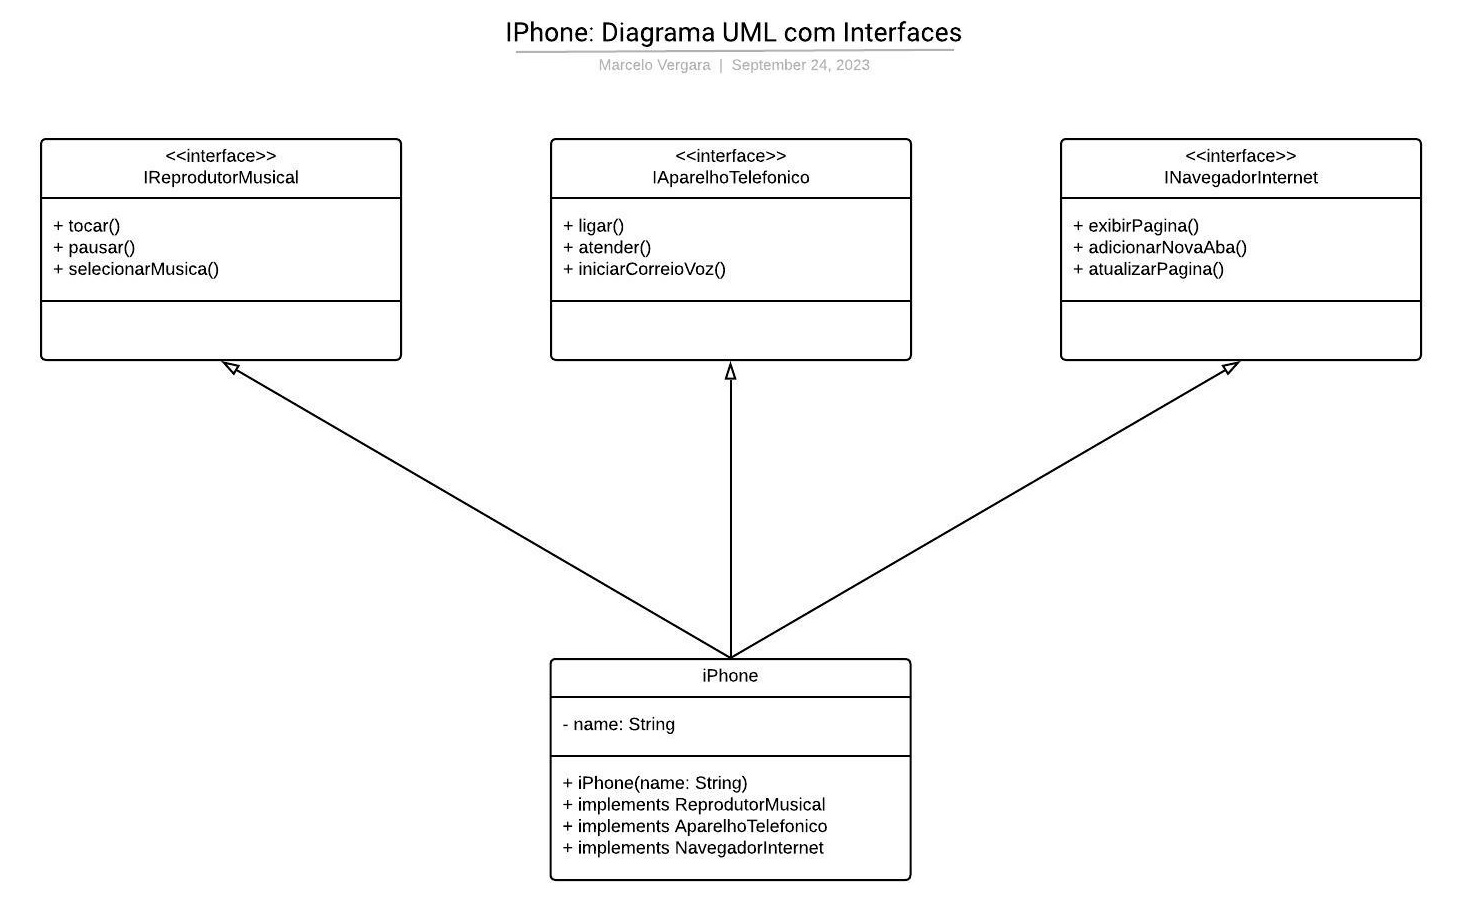 IPhone: Diagrama UML com Interfaces
Marcelo Vergara | September 24, 2023
<<interface>>
IReprodutorMusical
+ tocar()
+ pausar()
+ selecionarMusica()
<<interface>>
IAparelhoTelefonico
+ ligar()
+ atender()
+ iniciarCorreioVoz()
<<interface>>
INavegadorInternet
+ exibirPagina()
+ adicionarNovaAba()
+ atualizarPagina()
iPhone
- name: String
+ iPhone(name: String)
+ implements ReprodutorMusical
+ implements AparelhoTelefonico
+ implements NavegadorInternet